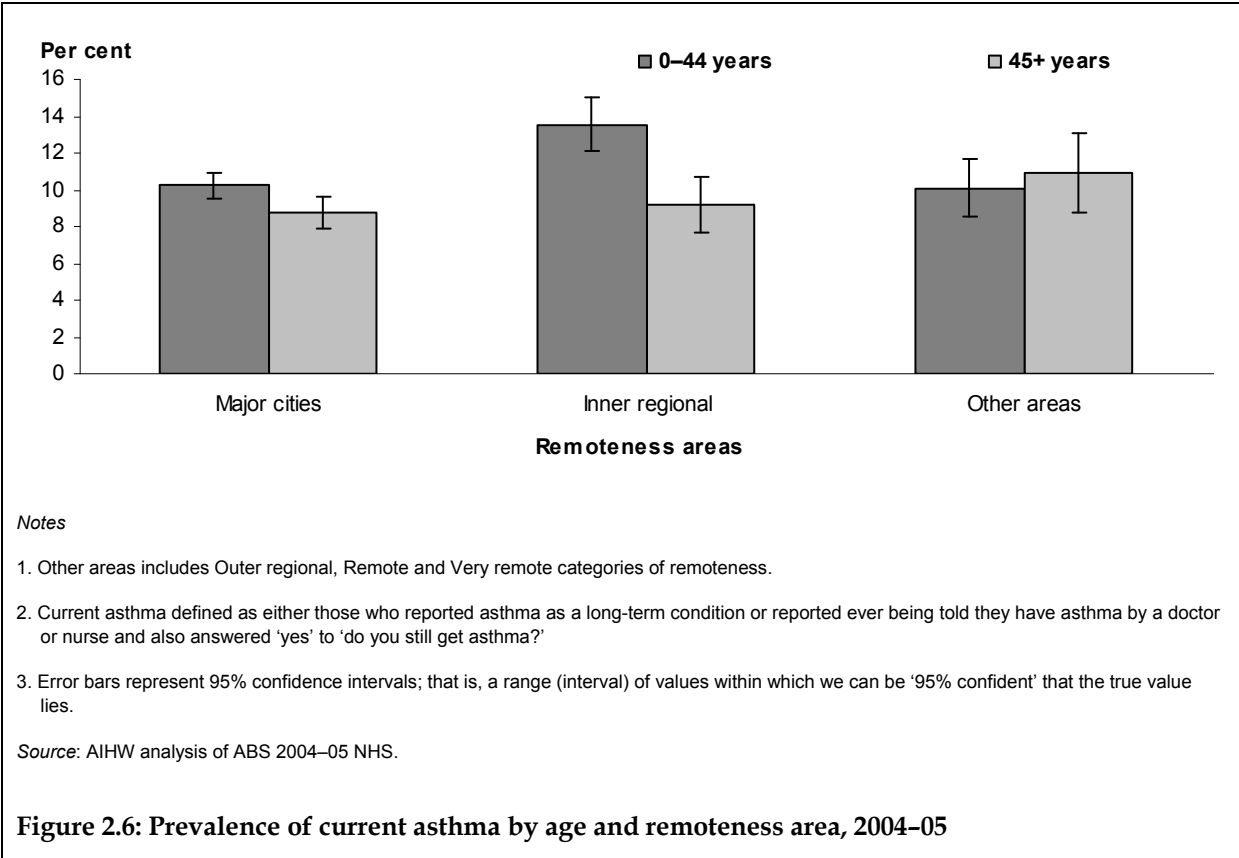 Per cent
0–44 years
45+ years
16
14
12
10
8
6
4
2
0
Major cities
Inner regional
Other areas
Remoteness areas
Notes
1. Other areas includes Outer regional, Remote and Very remote categories of remoteness.
2. Current asthma defined as either those who reported asthma as a long-term condition or reported ever being told they have asthma by a doctor
or nurse and also answered ‘yes’ to ‘do you still get asthma?’
3. Error bars represent 95% confidence intervals; that is, a range (interval) of values within which we can be ‘95% confident’ that the true value
lies.
Source: AIHW analysis of ABS 2004–05 NHS.
Figure 2.6: Prevalence of current asthma by age and remoteness area, 2004–05